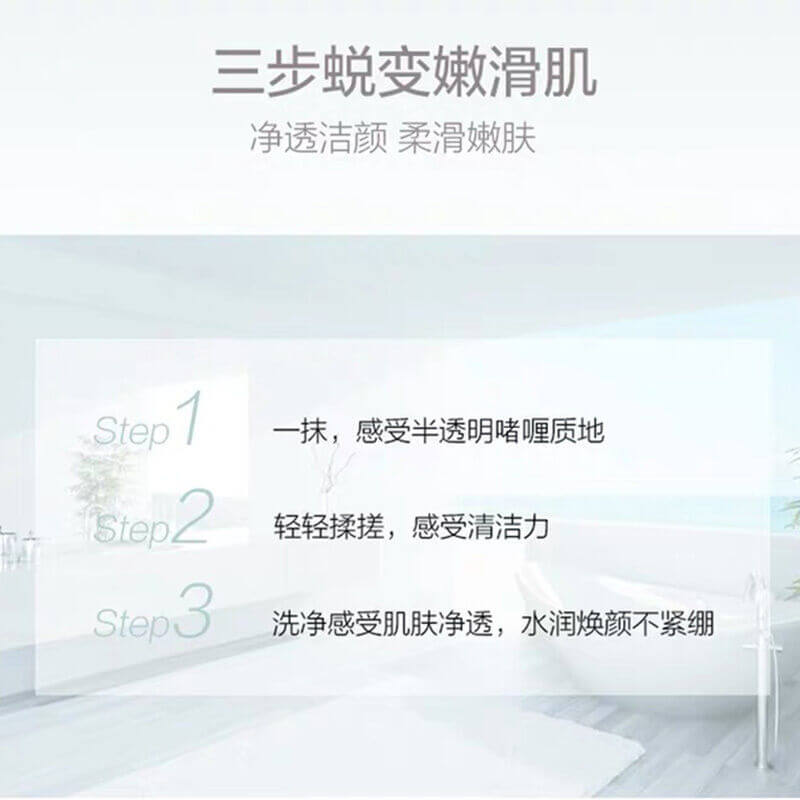 三步蜕变嫩滑肌
净透洁颜 柔滑嫩肤
Step1 一抹，感受半透明啫喱质地
Step2 轻轻揉搓，感受清洁力
Step3 洗净感受肌肤净透，水润焕颜不紧绷